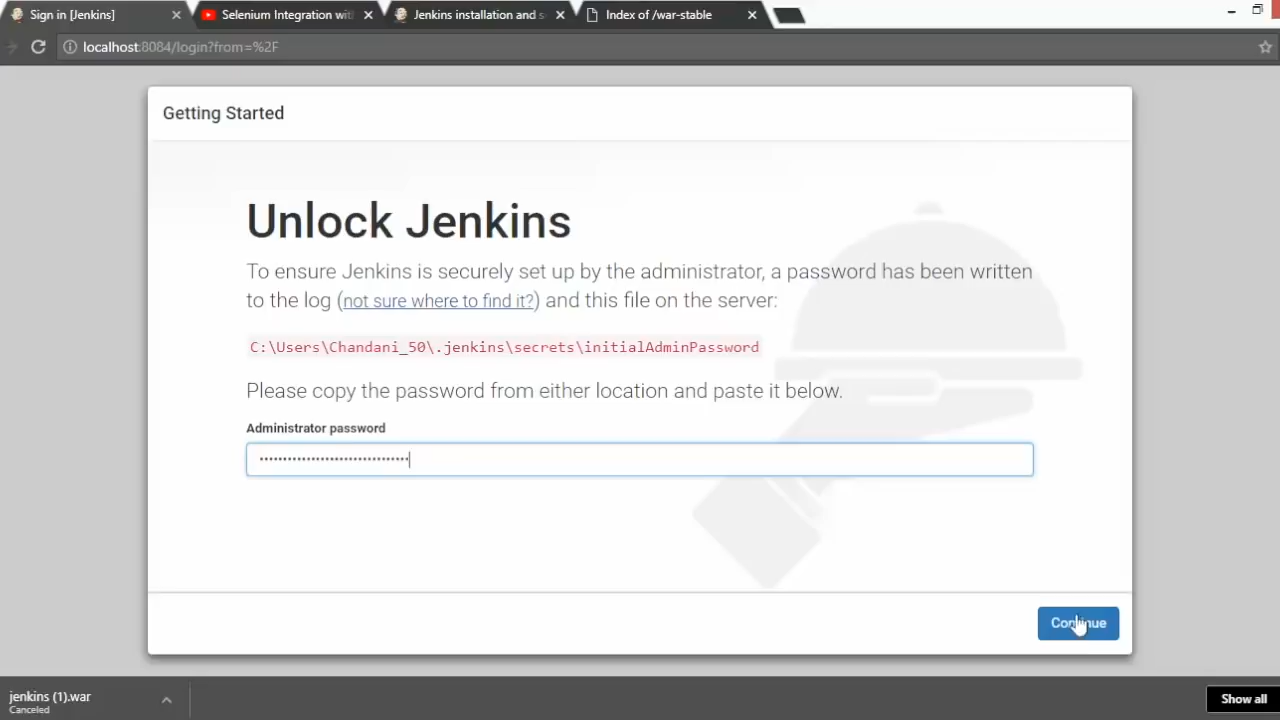 Sign in [Jenkins]
Selenium Integration wit
Jenkins installation and s
Index of /war-stable
localhost:8084/login?from=%2F
Getting Started
Unlock Jenkins
To ensure Jenkins is securely set up by the administrator, a password has been written
to the log (not sure where to find it?) and this file on the server:
C:\Users\Chandani_50\.jenkins\secrets\initialAdminPassword
Please copy the password from either location and paste it below.
Administrator password
••••••••••••••••••••••••••••••••
Continue
jenkins (1).war
Canceled
Show all